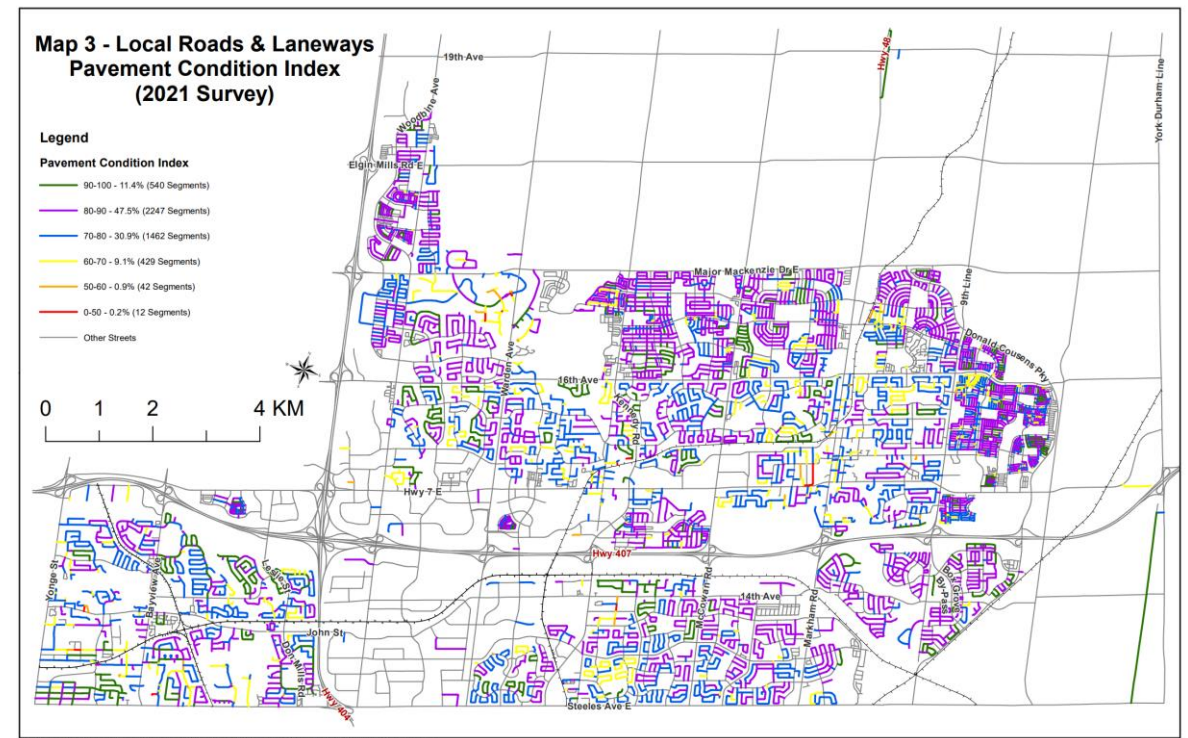 Map 3 - Local Roads & Laneways
Pavement Condition Index
(2021 Survey)
Legend
Pavement Condition Index
90-100 - 11.4% (540 Segments)
80-90 - 47.5% (2247 Segments)
70-80 - 30.9% (1462 Segments)
60-70 - 9.1% (429 Segments)
50-60 - 0.9% (42 Segments)
0-50 - 0.2% (12 Segments)
Other Streets
0 1 2 4 KM
19th Ave
Hwy 48
York Durham Line
Woodbine Ave
Elgin Mills Rd E
Major Mackenzie Dr E
9th Line
Donald Cousens Pky
Warden Ave
16th Ave
Kennedy Rd
Hwy 7 E
Hwy 407
Yonge St
Bayview Ave
Leslie St
John St
Don Mills Rd
Hwy 404
McCowan Rd
14th Ave
Markham Rd
By-Pass
Steeles Ave E